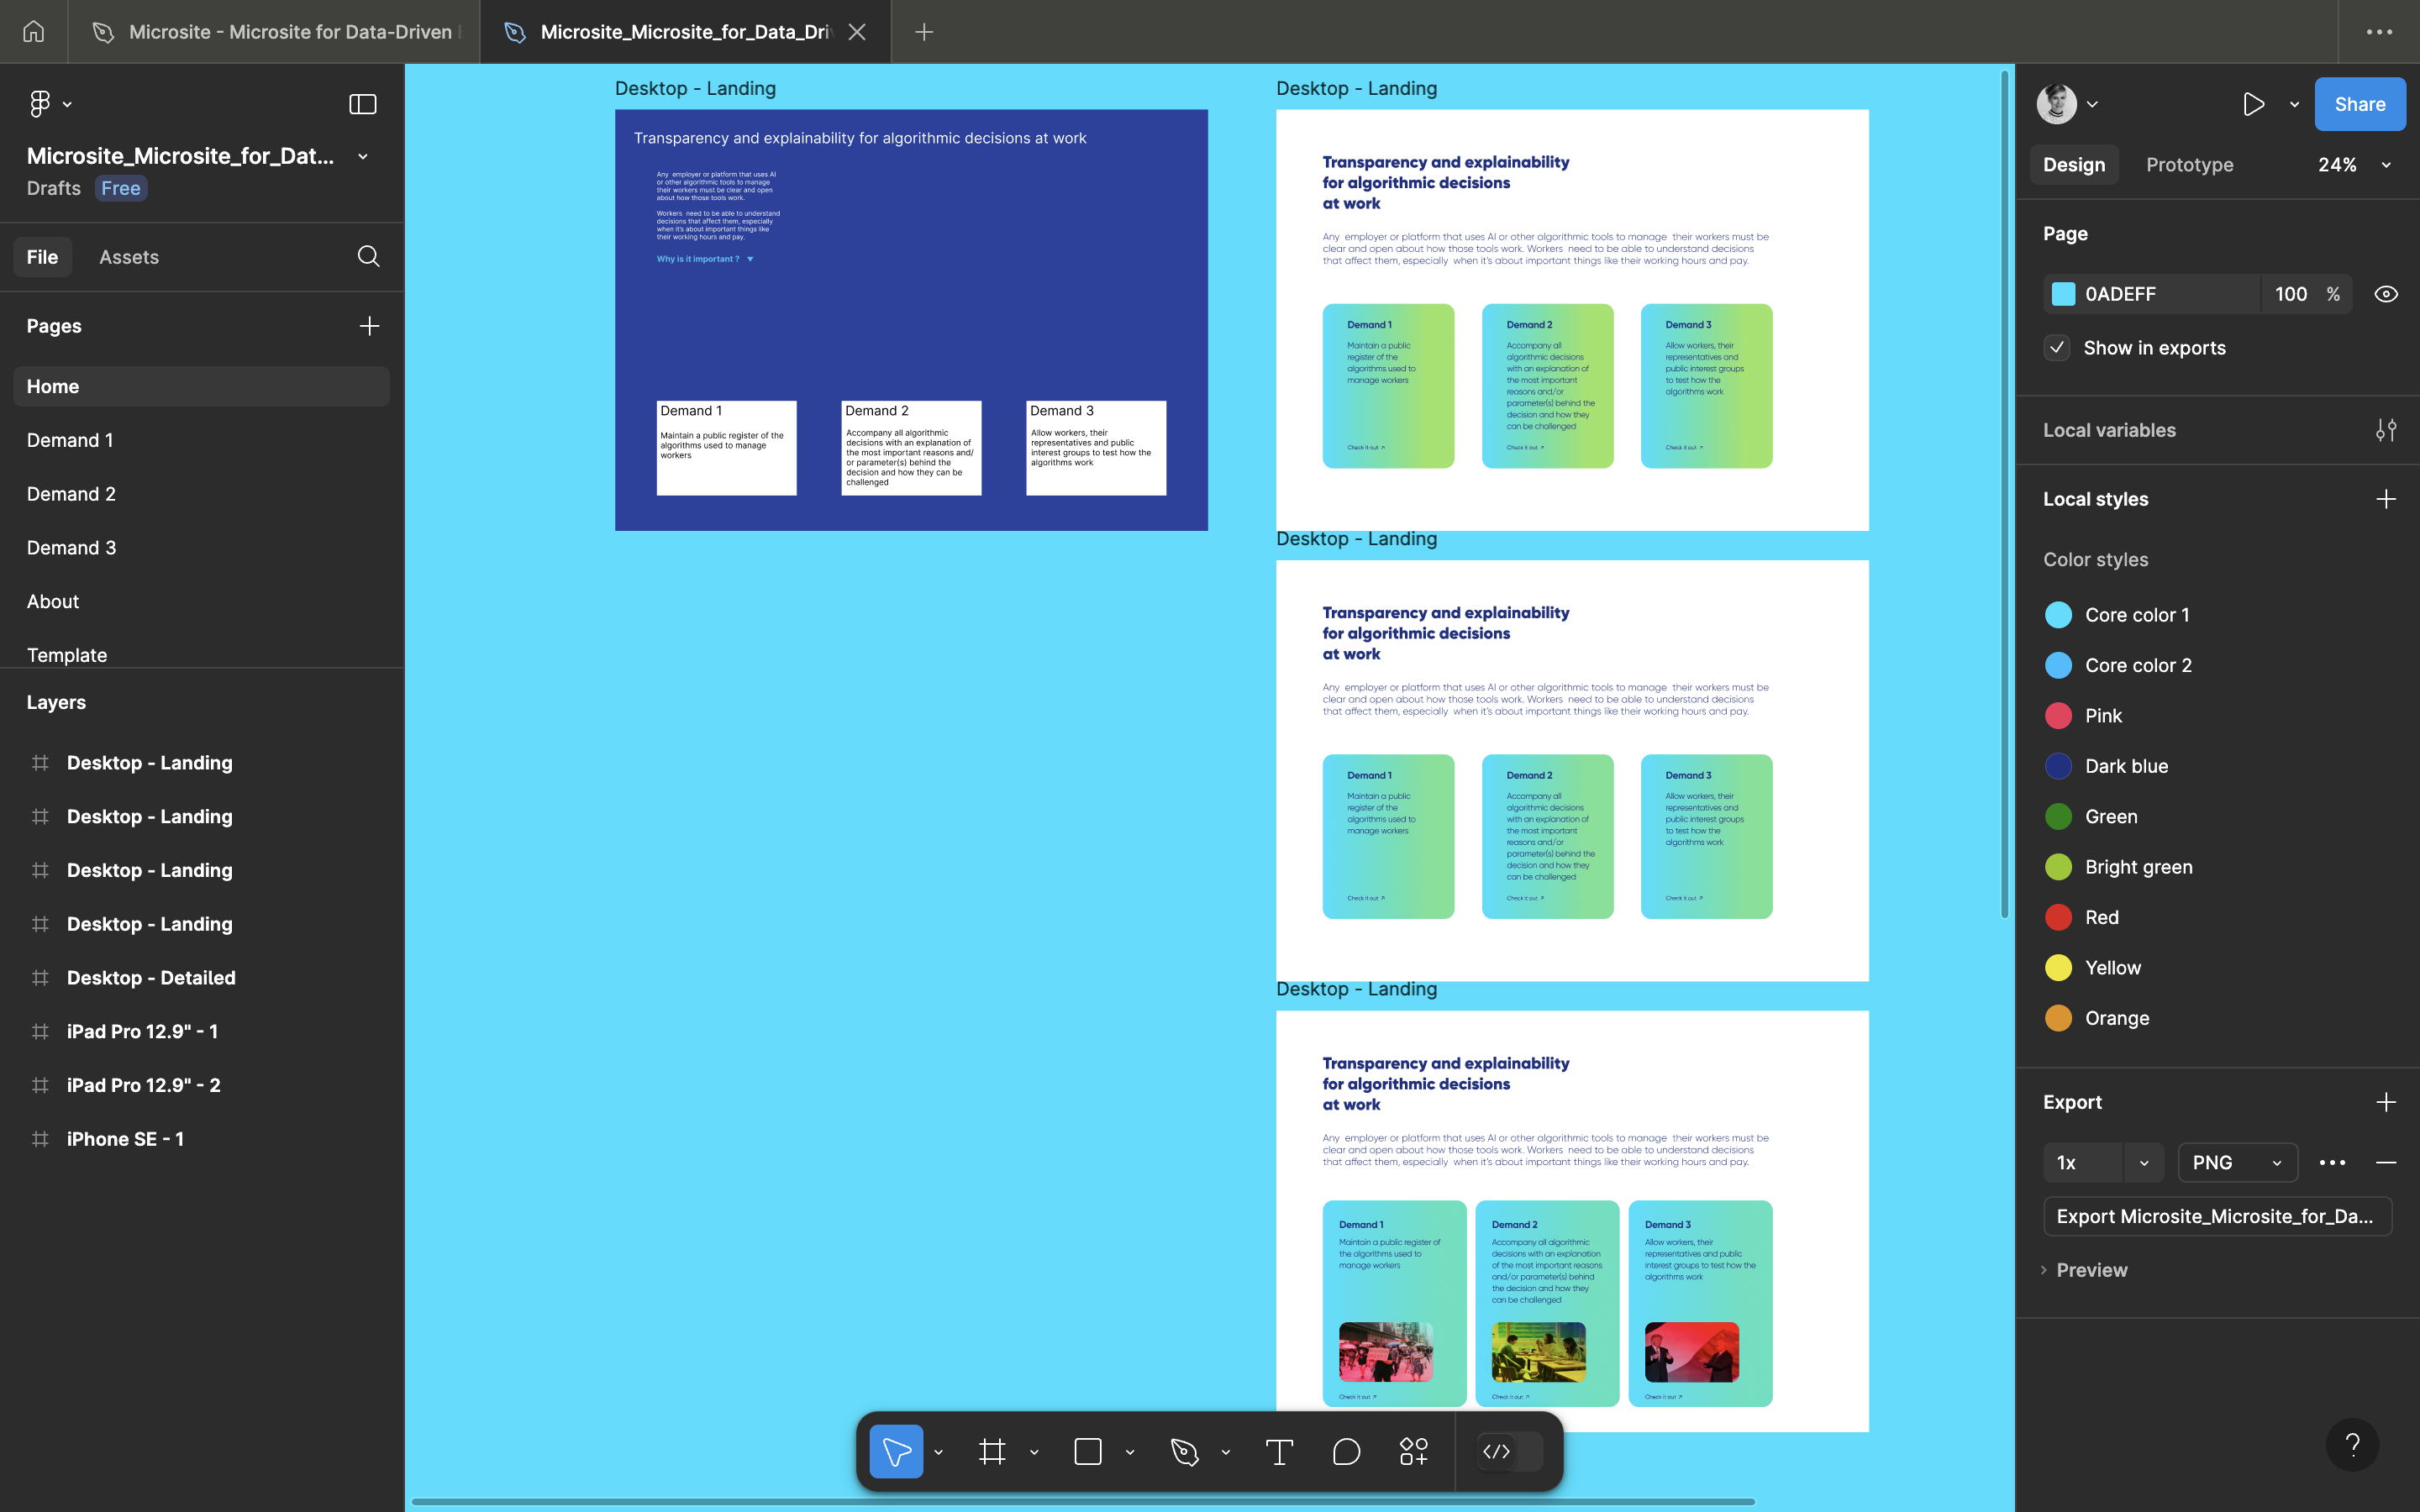 Microsite - Microsite for Data-Driven
Microsite_Microsite_for_Data_Dri
Microsite_Microsite_for_Dat...
Drafts Free
File Assets
Pages
Home
Demand 1
Demand 2
Demand 3
About
Template
Layers
Desktop - Landing
Desktop - Landing
Desktop - Landing
Desktop - Landing
Desktop - Detailed
iPad Pro 12.9" - 1
iPad Pro 12.9" - 2
iPhone SE - 1
Desktop - Landing
Transparency and explainability for algorithmic decisions at work
Any employer or platform that uses AI
or other algorithmic tools to manage
their workers must be clear and open
about how those tools work.
Workers need to be able to understand
decisions that affect them, especially
when it's about important things like
their working hours and pay.
Why is it important ?
Demand 1
Maintain a public register of the
algorithms used to manage
workers
Demand 2
Accompany all algorithmic
decisions with an explanation of
the most important reasons and/
or parameter(s) behind the
decision and how they can be
challenged
Demand 3
Allow workers, their
representatives and public
interest groups to test how the
algorithms work
Desktop - Landing
Transparency and explainability
for algorithmic decisions
at work
Any employer or platform that uses AI or other algorithmic tools to manage their workers must be
clear and open about how those tools work. Workers need to be able to understand decisions
that affect them, especially when it's about important things like their working hours and pay.
Demand 1
Maintain a public
register of the
algorithms used to
manage workers
Check it out ↗
Demand 2
Accompany all
algorithmic decisions
with an explanation of
the most important
reasons and/or
parameter(s) behind the
decision and how they
can be challenged
Check it out ↗
Demand 3
Allow workers, their
representatives and
public interest groups
to test how the
algorithms work
Check it out ↗
Desktop - Landing
Transparency and explainability
for algorithmic decisions
at work
Any employer or platform that uses AI or other algorithmic tools to manage their workers must be
clear and open about how those tools work. Workers need to be able to understand decisions
that affect them, especially when it's about important things like their working hours and pay.
Demand 1
Maintain a public
register of the
algorithms used to
manage workers
Check it out ↗
Demand 2
Accompany all
algorithmic decisions
with an explanation of
the most important
reasons and/or
parameter(s) behind the
decision and how they
can be challenged
Check it out ↗
Demand 3
Allow workers, their
representatives and
public interest groups
to test how the
algorithms work
Check it out ↗
Desktop - Landing
Transparency and explainability
for algorithmic decisions
at work
Any employer or platform that uses AI or other algorithmic tools to manage their workers must be
clear and open about how those tools work. Workers need to be able to understand decisions
that affect them, especially when it's about important things like their working hours and pay.
Demand 1
Maintain a public register of
the algorithms used to
manage workers
Check it out ↗
Demand 2
Accompany all algorithmic
decisions with an explanation
of the most important reasons
and/or parameter(s) behind
the decision and how they
can be challenged
Check it out ↗
Demand 3
Allow workers, their
representatives and public
interest groups to test how the
algorithms work
Check it out ↗
Share
Design Prototype 24%
Page
0ADEFF 100 %
Show in exports
Local variables
Local styles
Color styles
Core color 1
Core color 2
Pink
Dark blue
Green
Bright green
Red
Yellow
Orange
Export
1x PNG
Export Microsite_Microsite_for_Da...
Preview
?